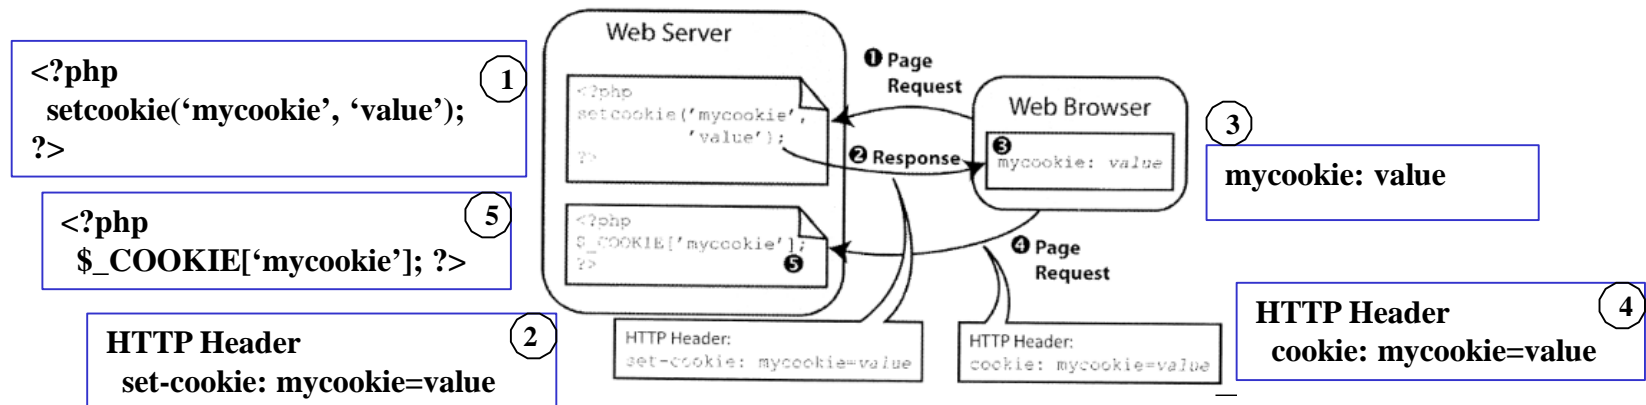 <?php
setcookie(‘mycookie’, ‘value’);
?>
1
<?php
$_COOKIE[‘mycookie’]; ?>
5
HTTP Header
set-cookie: mycookie=value
2
Web Server
<?php
setcookie('mycookie',
'value');
?>
<?php
$_COOKIE['mycookie'];
?>
❺
❶ Page
Request
❷ Response
Web Browser
❸
mycookie: value
❹ Page
Request
HTTP Header:
set-cookie: mycookie=value
HTTP Header:
cookie: mycookie=value
3
mycookie: value
HTTP Header
cookie: mycookie=value
4